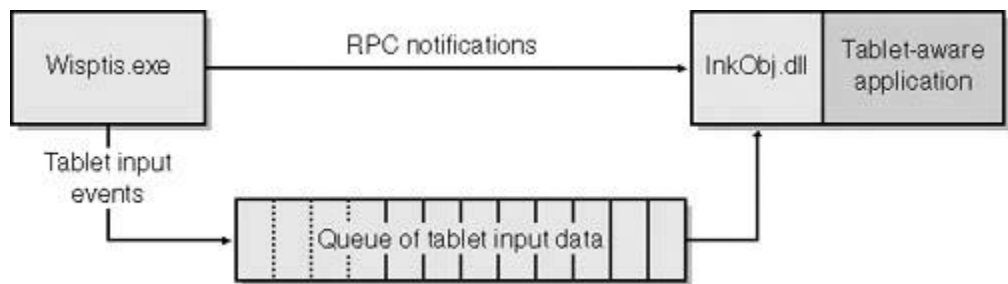 Wisptis.exe
RPC notifications
InkObj.dll
Tablet-aware
application
Tablet input
events
Queue of tablet input data